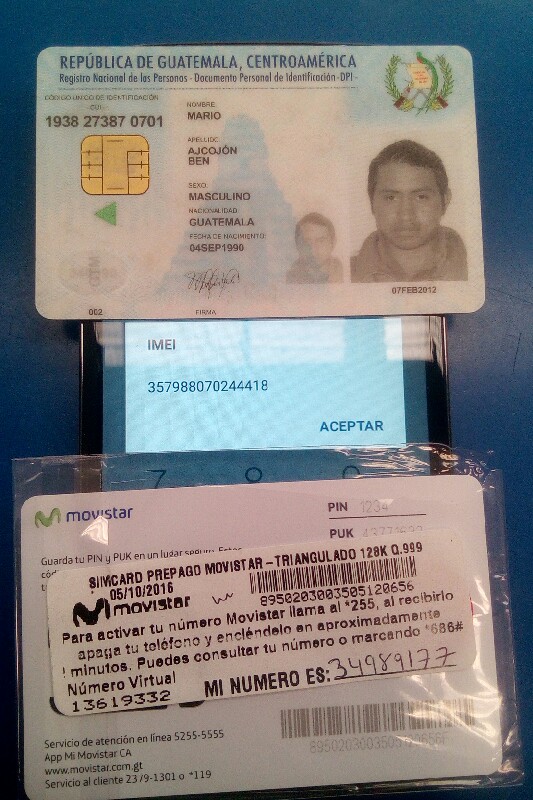 REPÚBLICA DE GUATEMALA, CENTROAMÉRICA
Registro Nacional de las Personas - Documento Personal de Identificación - DPI -
CÓDIGO ÚNICO DE IDENTIFICACIÓN
-CUI-
1938 27387 0701
NOMBRE:
MARIO
APELLIDO:
AJCOJÓN
BEN
SEXO:
MASCULINO
NACIONALIDAD:
GUATEMALA
FECHA DE NACIMIENTO:
04SEP1990
07FEB2012
GTM
002
FIRMA
IMEI
357988070244418
ACEPTAR
7 8 9
movistar
PIN 1234
PUK
Guarda tu PIN y PUK en un lugar seguro.
SIMCARD PREPAGO MOVISTAR-TRIANGULADO 128K Q.999
05/10/2016
movistar
8950203003505120656
Para activar tu número Movistar llama al *255, al recibirlo
apaga tu teléfono y enciéndelo en aproximadamente
minutos. Puedes consultar tu número o marcando *686#
Número Virtual
13619332
MI NUMERO ES: 34989177
Servicio de atención en línea 5255-5555
App Mi Movistar CA
www.movistar.com.gt
Servicio al cliente 2379-1301 o *119